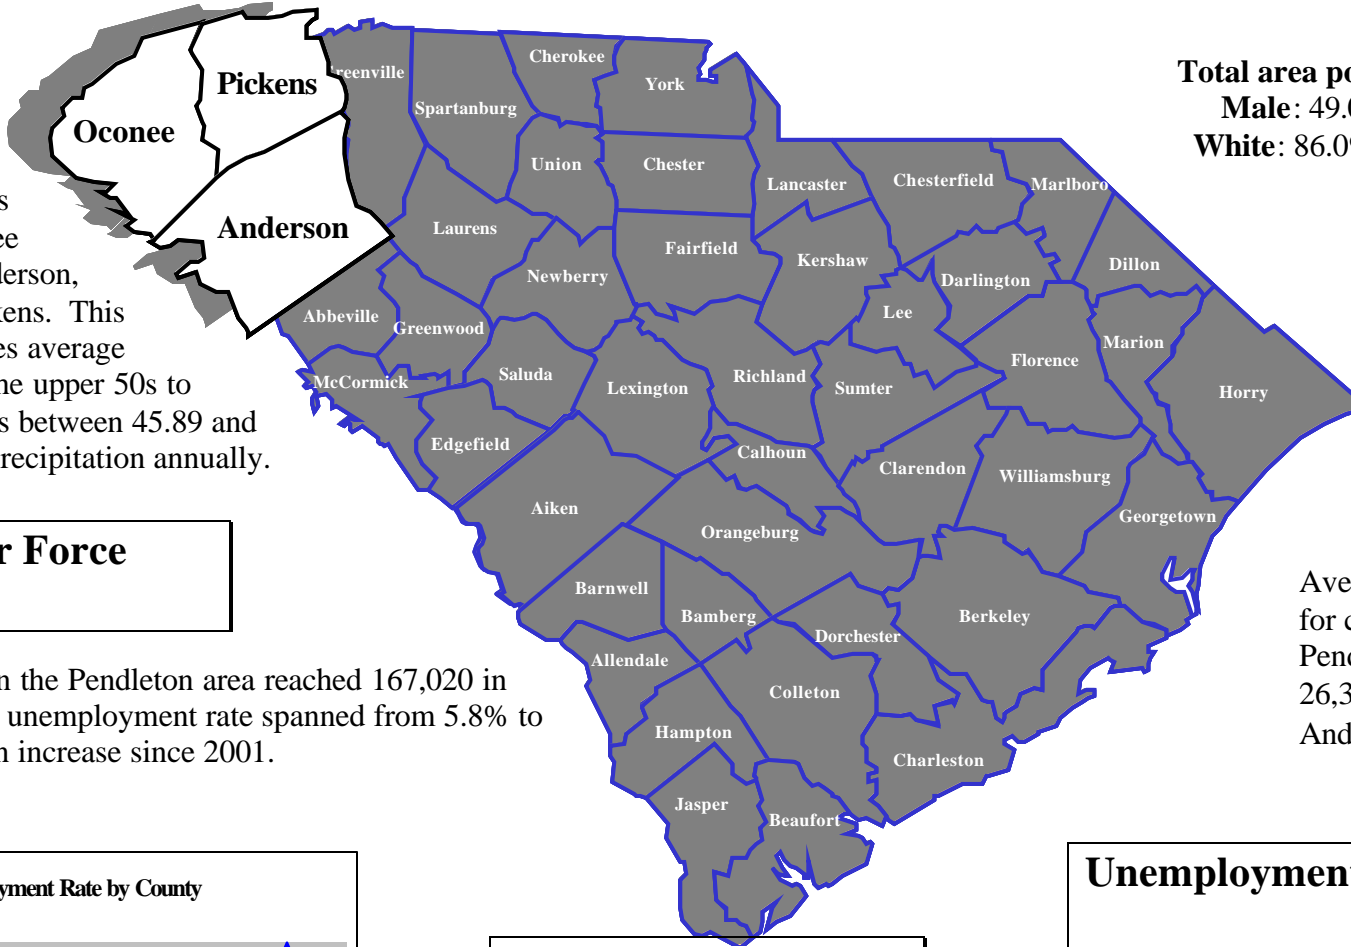 Pickens
Oconee
Anderson
Greenville
Spartanburg
Cherokee
York
Union
Chester
Lancaster
Chesterfield
Marlboro
Laurens
Newberry
Fairfield
Kershaw
Darlington
Dillon
Lee
Abbeville
Greenwood
Marion
Florence
McCormick
Saluda
Lexington
Richland
Sumter
Horry
Edgefield
Calhoun
Clarendon
Williamsburg
Aiken
Orangeburg
Georgetown
Barnwell
Bamberg
Berkeley
Dorchester
Allendale
Colleton
Hampton
Charleston
Jasper
Beaufort
Total area po
Male: 49.0
White: 86.09
s
ee
derson,
kens. This
es average
he upper 50s to
s between 45.89 and
recipitation annually.
r Force
n the Pendleton area reached 167,020 in
unemployment rate spanned from 5.8% to
n increase since 2001.
yment Rate by County
Ave
for c
Pend
26,3
And
Unemployment